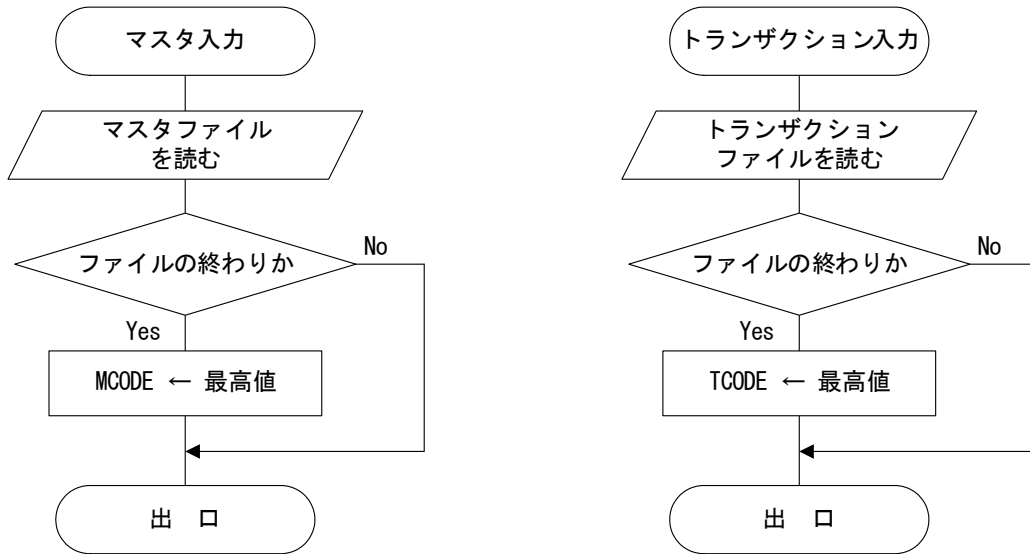 マスタ入力
マスタファイル
を読む
ファイルの終わりか
No
Yes
MCODE ← 最高値
出 口
トランザクション入力
トランザクション
ファイルを読む
ファイルの終わりか
No
Yes
TCODE ← 最高値
出 口